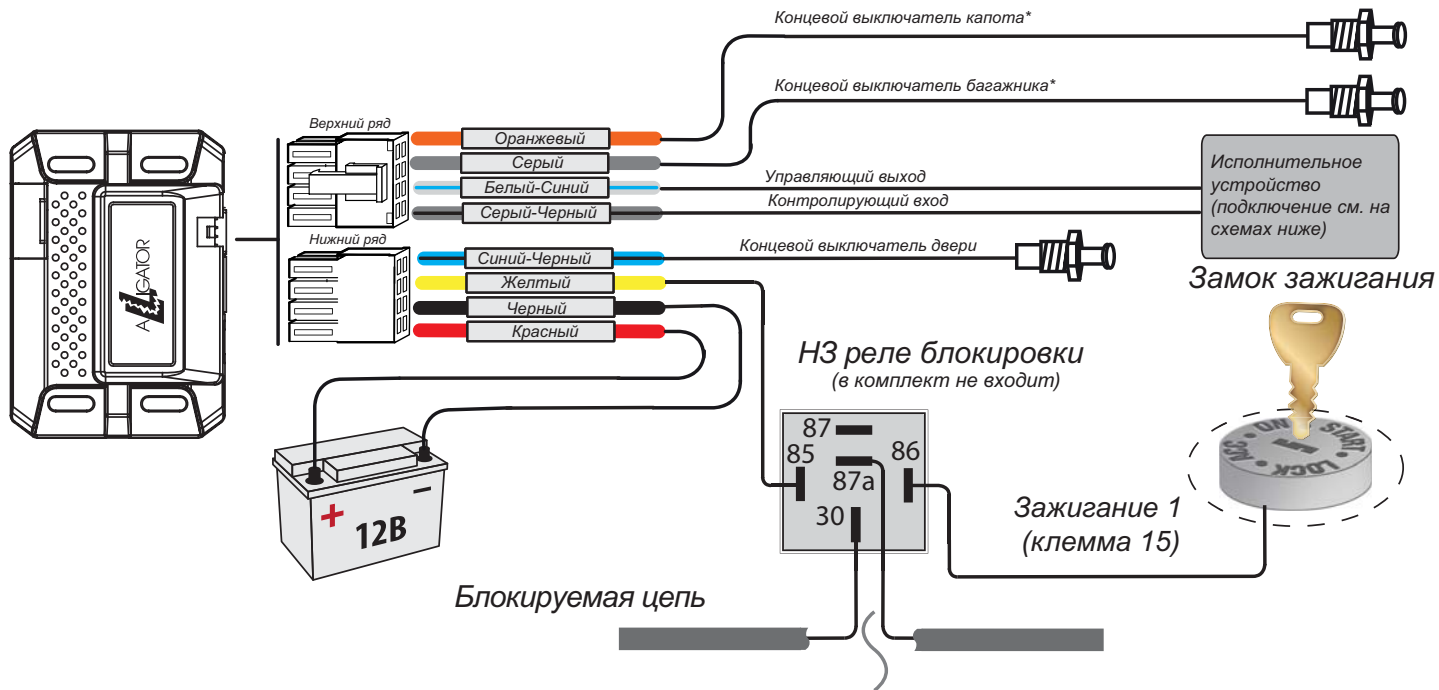 Концевой выключатель капота*
Концевой выключатель багажника*
Верхний ряд
Оранжевый
Серый
Белый-Синий
Серый-Черный
Управляющий выход
Контролирующий вход
Исполнительное
устройство
(подключение см. на
схемах ниже)
Нижний ряд
Синий-Черный
Желтый
Черный
Красный
Концевой выключатель двери
ALLIGATOR
Замок зажигания
НЗ реле блокировки
(в комплект не входит)
87
85
86
87a
30
ACC • ON • START • LOCK •
Зажигание 1
(клемма 15)
+
–
12В
Блокируемая цепь